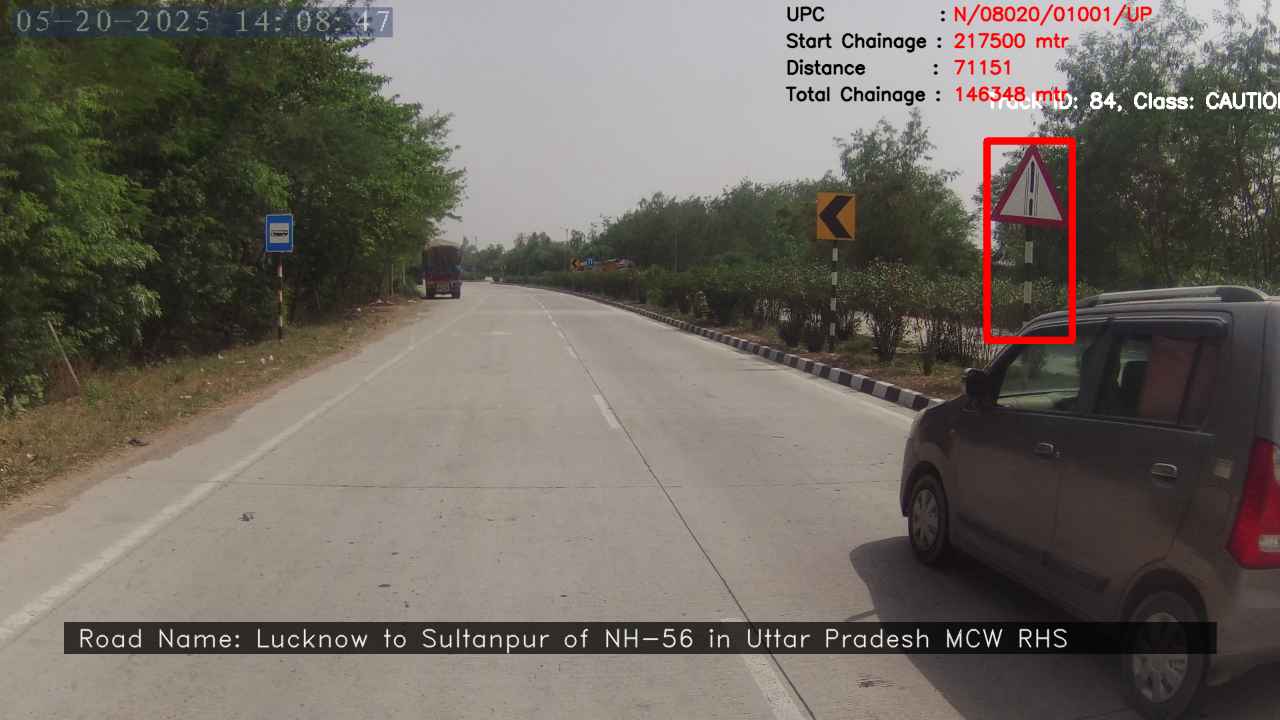 05-20-2025 14:08:47
UPC : N/08020/01001/UP
Start Chainage : 217500 mtr
Distance : 71151
Total Chainage : 146348 mtr
Track ID: 84, Class: CAUTIO
Road Name: Lucknow to Sultanpur of NH-56 in Uttar Pradesh MCW RHS